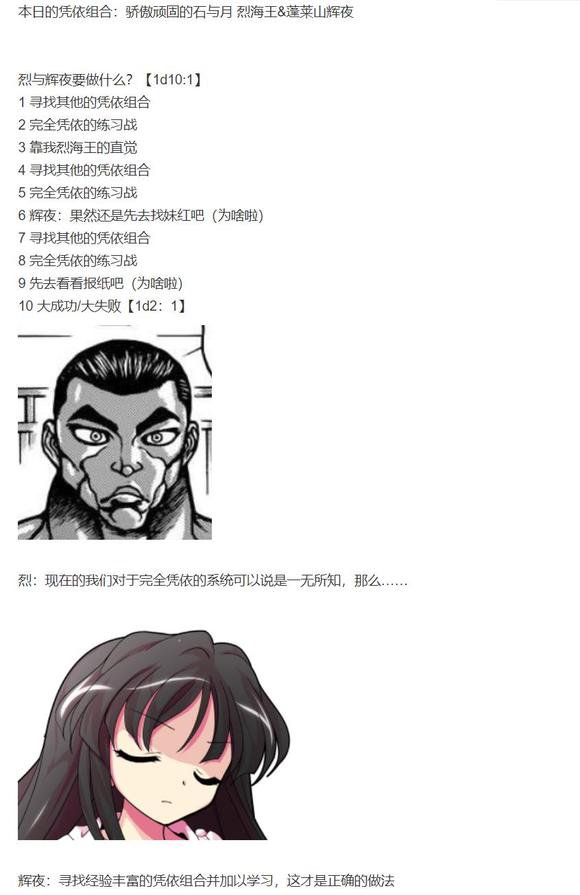 本日的凭依组合：骄傲顽固的石与月 烈海王&蓬莱山辉夜
烈与辉夜要做什么？【1d10:1】
1 寻找其他的凭依组合
2 完全凭依的练习战
3 靠我烈海王的直觉
4 寻找其他的凭依组合
5 完全凭依的练习战
6 辉夜：果然还是先去找妹红吧（为啥啦）
7 寻找其他的凭依组合
8 完全凭依的练习战
9 先去看看报纸吧（为啥啦）
10 大成功/大失败【1d2：1】
烈：现在的我们对于完全凭依的系统可以说是一无所知，那么……
辉夜：寻找经验丰富的凭依组合并加以学习，这才是正确的做法